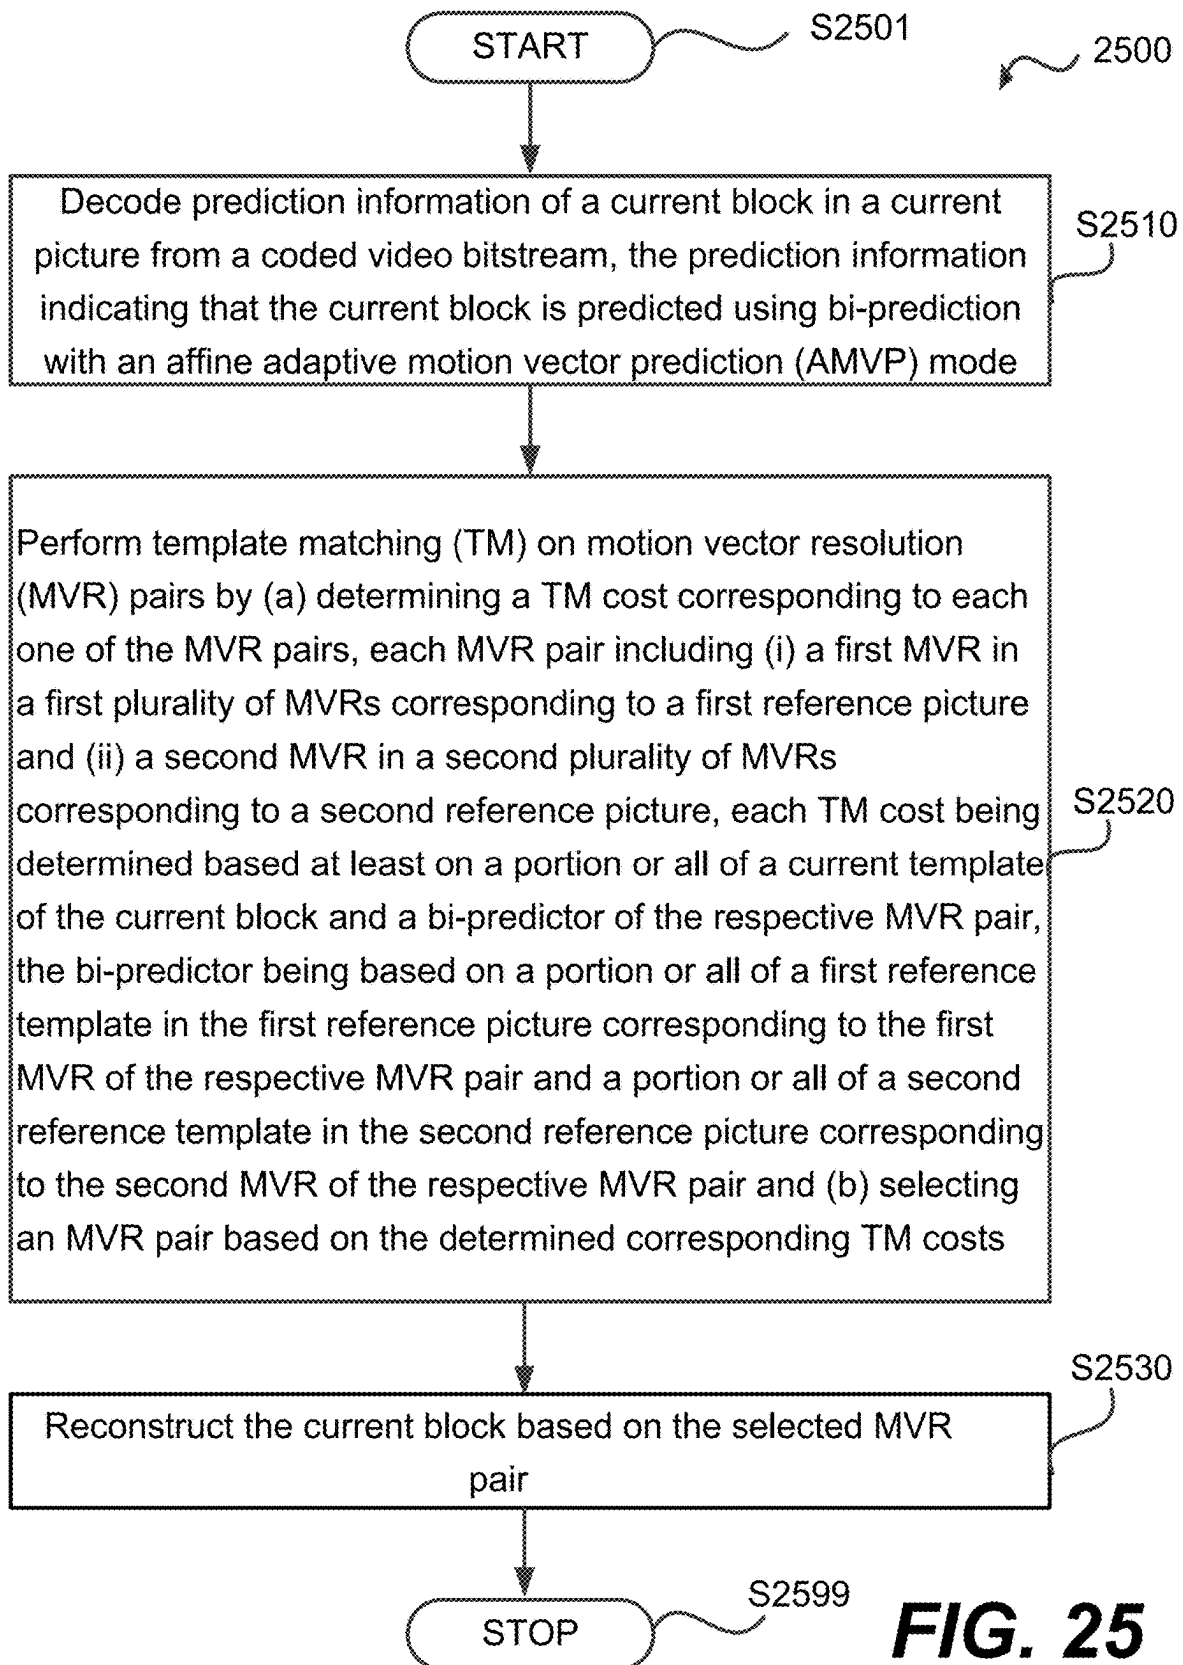 START
S2501
2500
Decode prediction information of a current block in a current
picture from a coded video bitstream, the prediction information
indicating that the current block is predicted using bi-prediction
with an affine adaptive motion vector prediction (AMVP) mode
S2510
Perform template matching (TM) on motion vector resolution
(MVR) pairs by (a) determining a TM cost corresponding to each
one of the MVR pairs, each MVR pair including (i) a first MVR in
a first plurality of MVRs corresponding to a first reference picture
and (ii) a second MVR in a second plurality of MVRs
corresponding to a second reference picture, each TM cost being
determined based at least on a portion or all of a current template
of the current block and a bi-predictor of the respective MVR pair,
the bi-predictor being based on a portion or all of a first reference
template in the first reference picture corresponding to the first
MVR of the respective MVR pair and a portion or all of a second
reference template in the second reference picture corresponding
to the second MVR of the respective MVR pair and (b) selecting
an MVR pair based on the determined corresponding TM costs
S2520
Reconstruct the current block based on the selected MVR
pair
S2530
STOP
S2599
FIG. 25